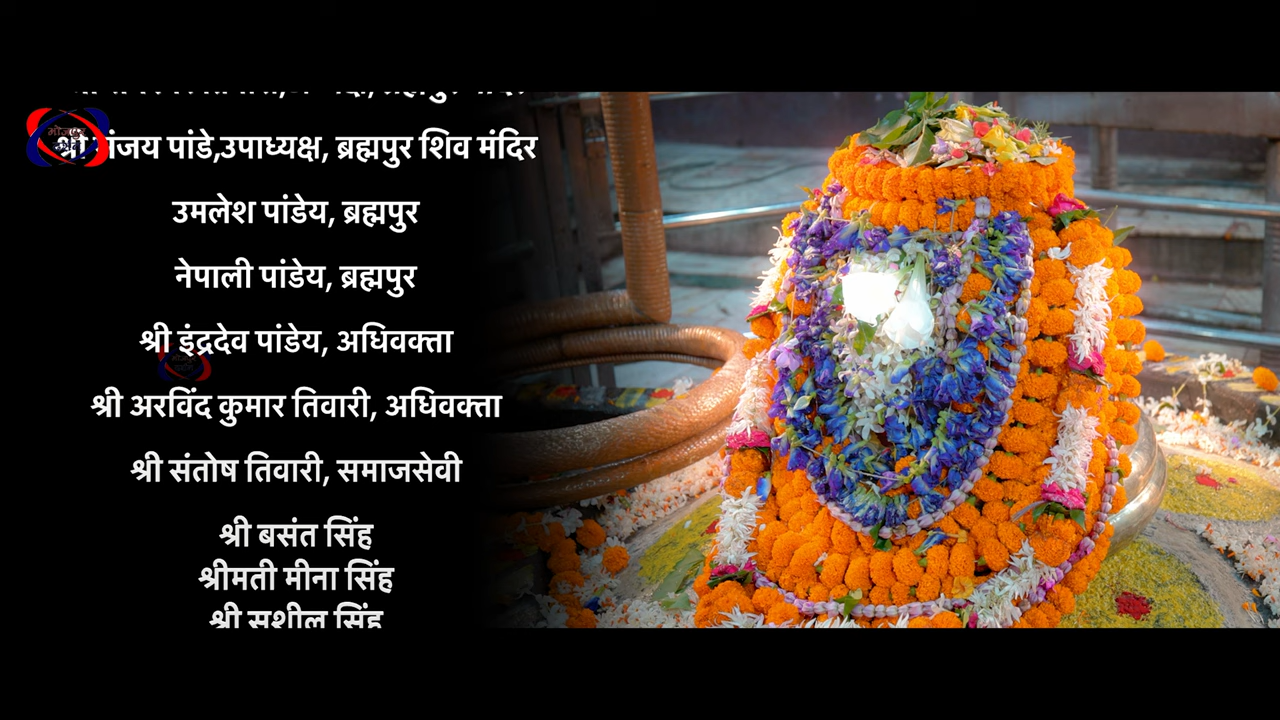 श्री संजय पांडे,उपाध्यक्ष, ब्रह्मपुर शिव मंदिर
उमलेश पांडेय, ब्रह्मपुर
नेपाली पांडेय, ब्रह्मपुर
श्री इंद्रदेव पांडेय, अधिवक्ता
श्री अरविंद कुमार तिवारी, अधिवक्ता
श्री संतोष तिवारी, समाजसेवी
श्री बसंत सिंह
श्रीमती मीना सिंह
श्री सुशील सिंह